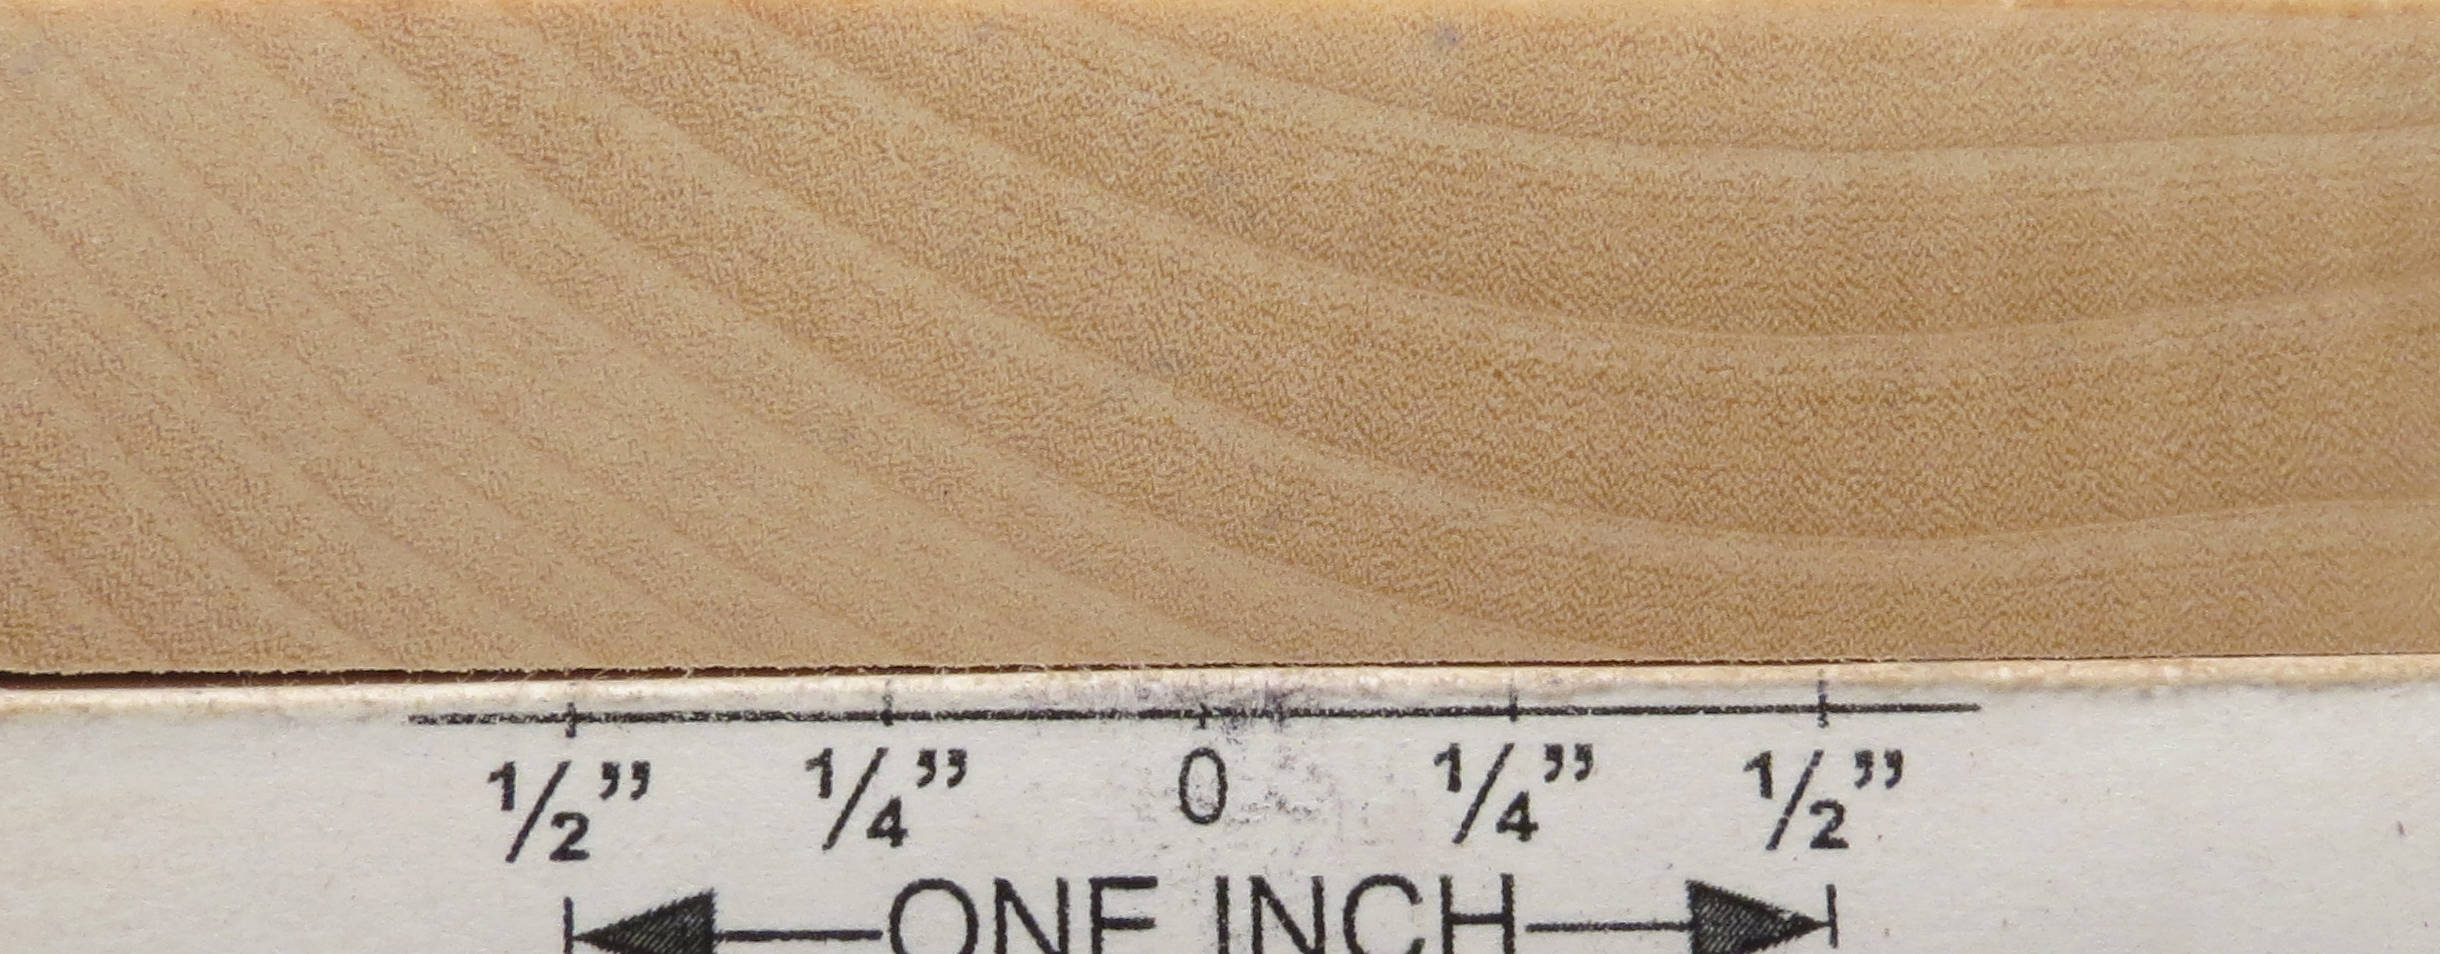 1/2” 1/4” 0 1/4” 1/2”
ONE INCH